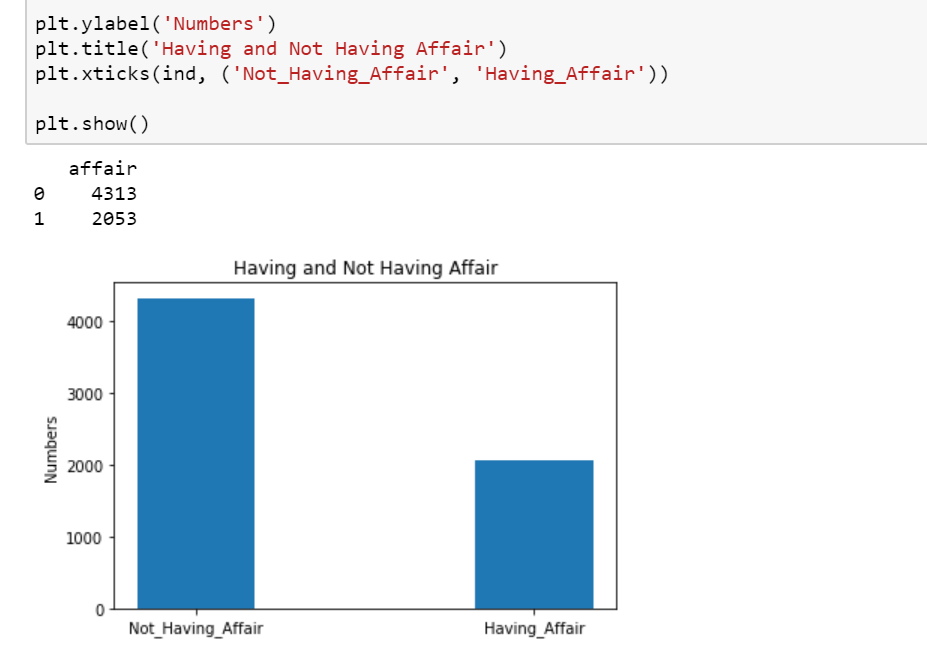 plt.ylabel('Numbers')
plt.title('Having and Not Having Affair')
plt.xticks(ind, ('Not_Having_Affair', 'Having_Affair'))
plt.show()
affair
0 4313
1 2053
Having and Not Having Affair
4000
3000
2000
1000
0
Numbers
Not_Having_Affair Having_Affair